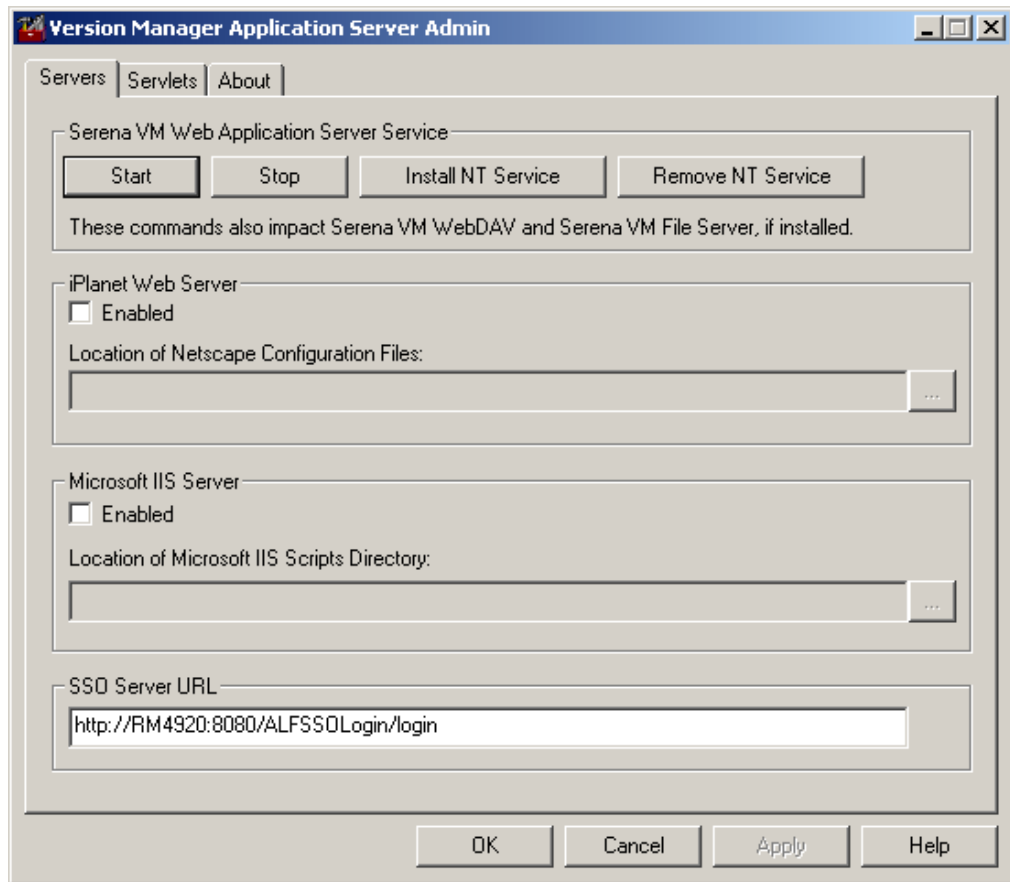 Version Manager Application Server Admin
Servers Servlets About
Serena VM Web Application Server Service
Start Stop Install NT Service Remove NT Service
These commands also impact Serena VM WebDAV and Serena VM File Server, if installed.
iPlanet Web Server
Enabled
Location of Netscape Configuration Files:
...
Microsoft IIS Server
Enabled
Location of Microsoft IIS Scripts Directory:
...
SSO Server URL
http://RM4920:8080/ALFSSOLogin/login
OK Cancel Apply Help